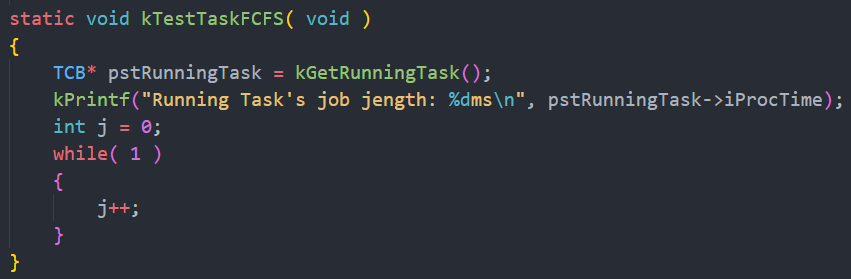 static void kTestTaskFCFS( void )
{
    TCB* pstRunningTask = kGetRunningTask();
    kPrintf("Running Task's job jength: %dms\n", pstRunningTask->iProcTime);
    int j = 0;
    while( 1 )
    {
        j++;
    }
}